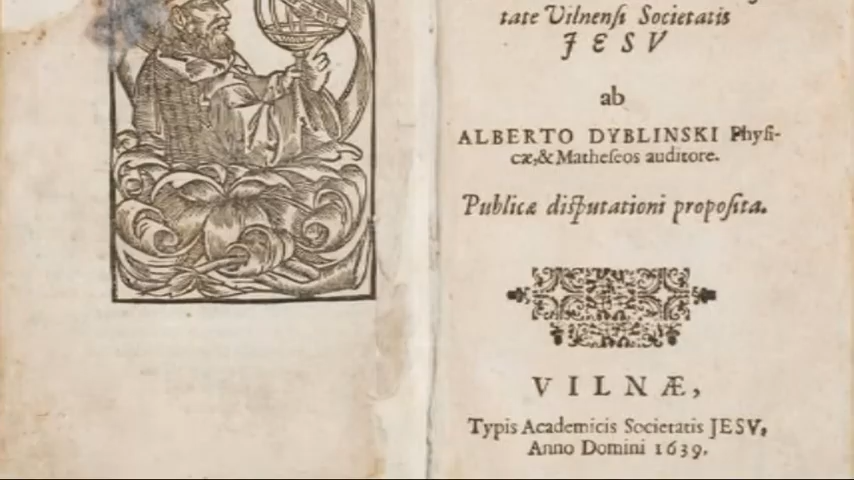 tate Vilnensi Societatis
JESV
ab
ALBERTO DYBLINSKI Physi-
cæ,& Matheseos auditore.
Publicæ disputationi proposita.
VILNÆ,
Typis Academicis Societatis JESV,
Anno Domini 1639.